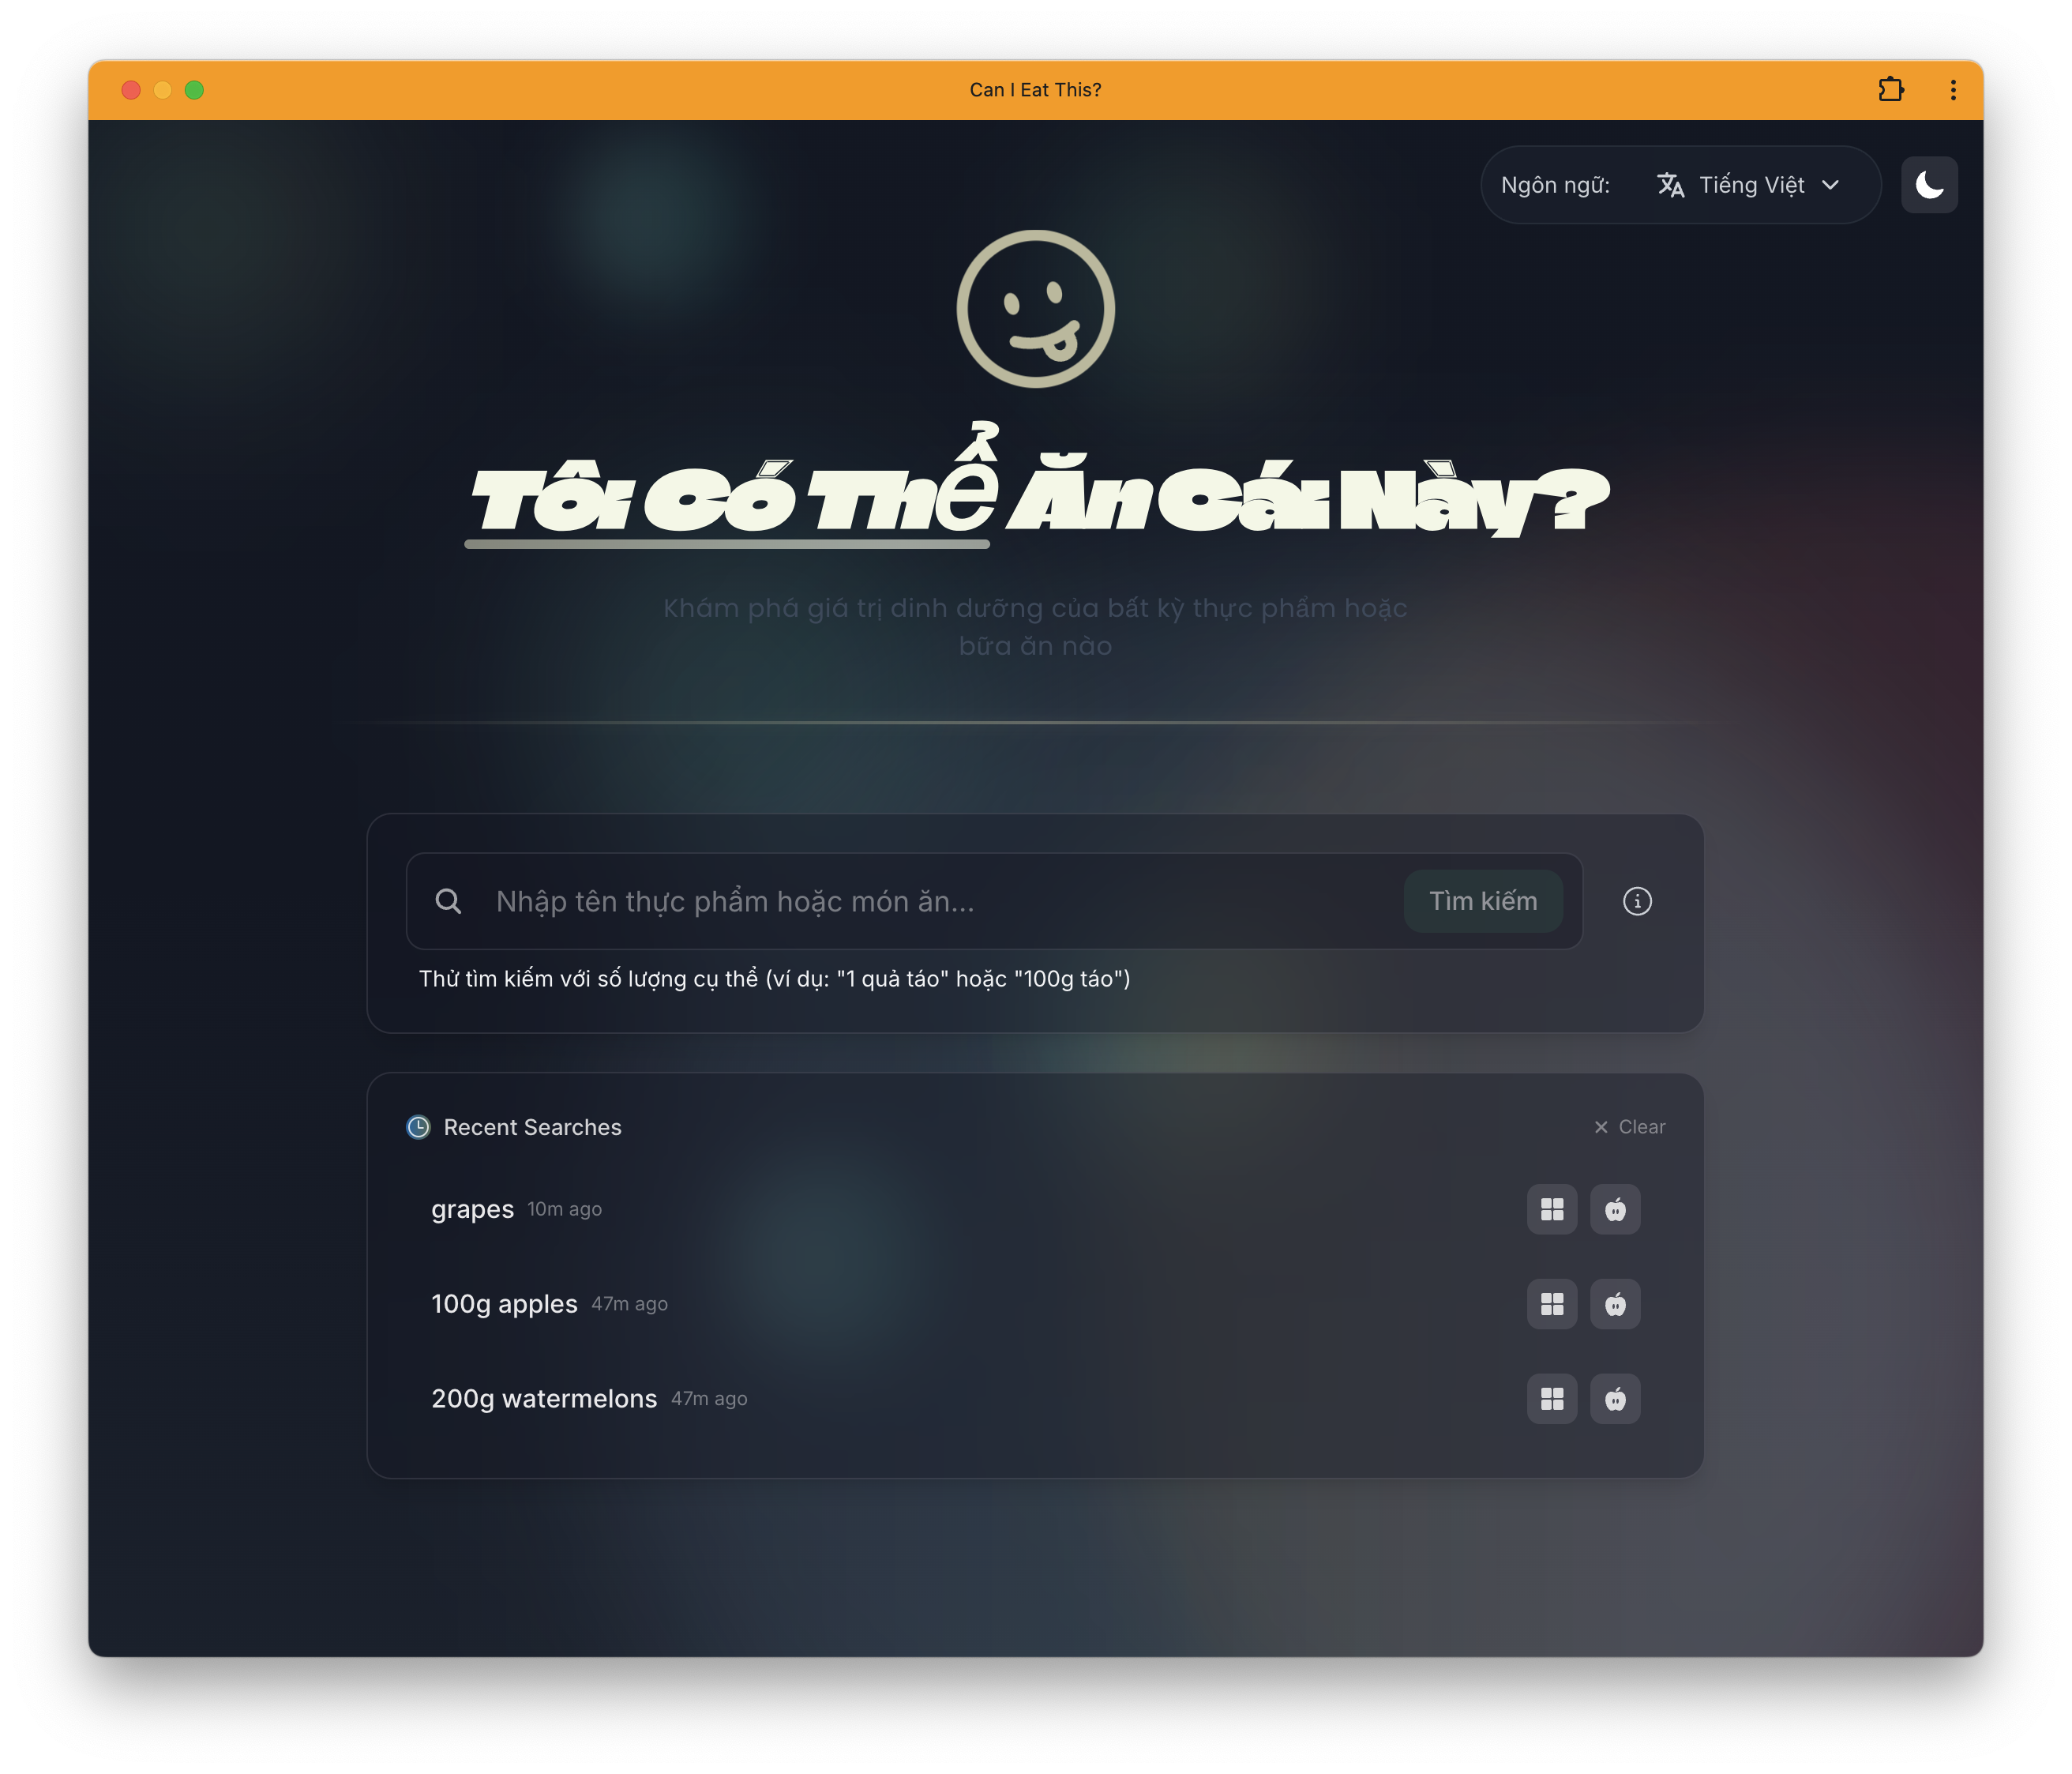 Can I Eat This?
Ngôn ngữ: Tiếng Việt
Tôi Có Thể Ăn Cái Này?
Khám phá giá trị dinh dưỡng của bất kỳ thực phẩm hoặc
bữa ăn nào
Nhập tên thực phẩm hoặc món ăn...
Tìm kiếm
Thử tìm kiếm với số lượng cụ thể (ví dụ: "1 quả táo" hoặc "100g táo")
Recent Searches
Clear
grapes 10m ago
100g apples 47m ago
200g watermelons 47m ago